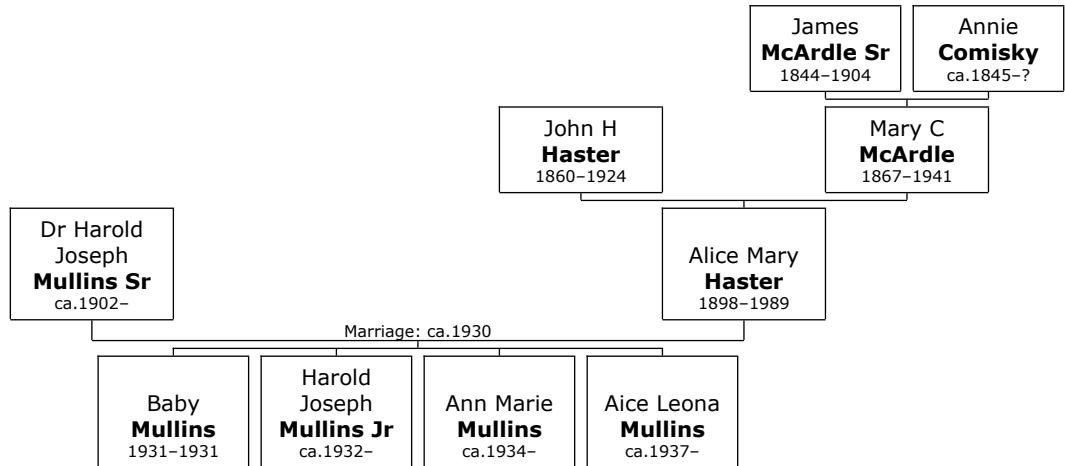 James
McArdle Sr
1844–1904
Annie
Comisky
ca.1845–?
John H
Haster
1860–1924
Mary C
McArdle
1867–1941
Dr Harold
Joseph
Mullins Sr
ca.1902–
Alice Mary
Haster
1898–1989
Marriage: ca.1930
Baby
Mullins
1931–1931
Harold
Joseph
Mullins Jr
ca.1932–
Ann Marie
Mullins
ca.1934–
Aice Leona
Mullins
ca.1937–